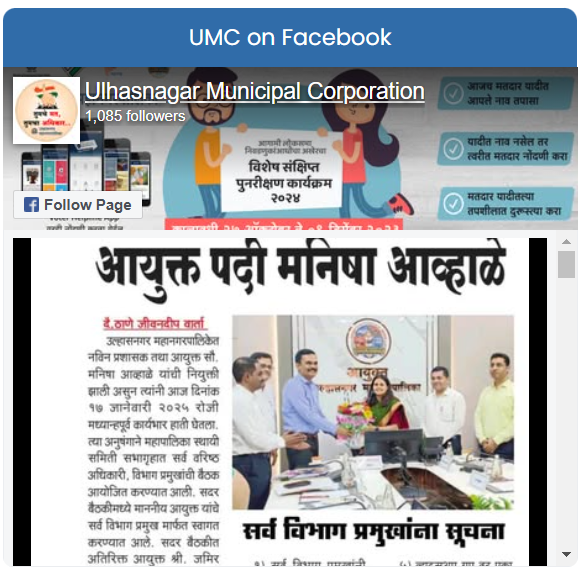 UMC on Facebook
Ulhasnagar Municipal Corporation
1,085 followers
Follow Page
आगामी लोकसभा
निवडणुकांआधीचा अखेरचा
विशेष संक्षिप्त
पुनरीक्षण कार्यक्रम
२०२४
आजच मतदार यादीत
आपले नाव तपासा
यादीत नाव नसेल तर
त्वरीत मतदार नोंदणी करा
मतदार यादीतल्या
तपशीलात दुरूस्त्या करा
आयुक्त पदी मनिषा आव्हाळे
दै.ठाणे जीवनदीप वार्ता
उल्हासनगर महानगरपालिकेत
नविन प्रशासक तथा आयुक्त सौ.
मनिषा आव्हाळे यांची नियुक्ती
झाली असुन त्यांनी आज दिनांक
१७ जानेवारी २०२५ रोजी
मध्यान्हपूर्व कार्यभार हाती घेतला.
त्या अनुषंगाने महापालिका स्थायी
समिती सभागृहात सर्व वरिष्ठ
अधिकारी, विभाग प्रमुखांची बैठक
आयोजित करण्यात आली. सदर
बैठकीमध्ये माननीय आयुक्त यांचे
सर्व विभाग प्रमुख मार्फत स्वागत
करण्यात आले. सदर बैठकीत
अतिरिक्त आयुक्त श्री. जमिर
आयुक्त
सर्व विभाग प्रमुखांना सूचना